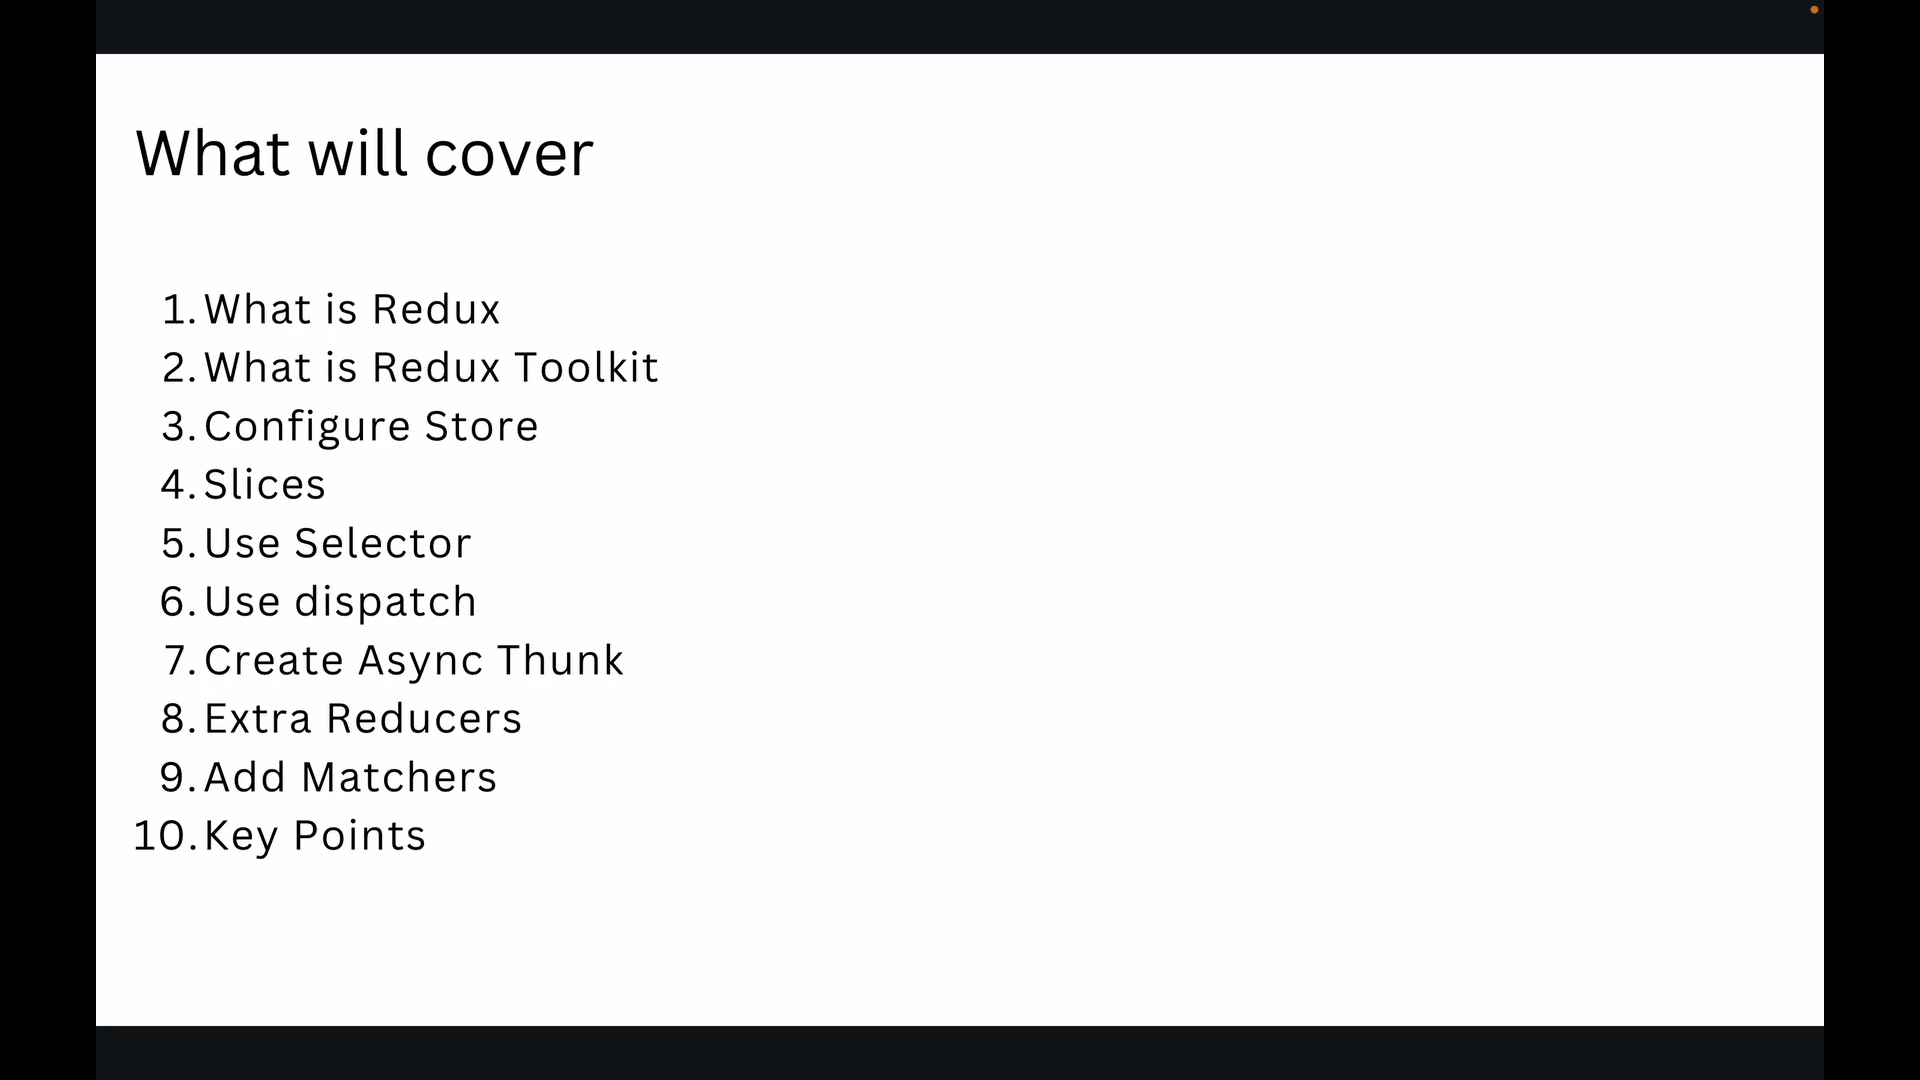 What will cover
1. What is Redux
2. What is Redux Toolkit
3. Configure Store
4. Slices
5. Use Selector
6. Use dispatch
7. Create Async Thunk
8. Extra Reducers
9. Add Matchers
10. Key Points